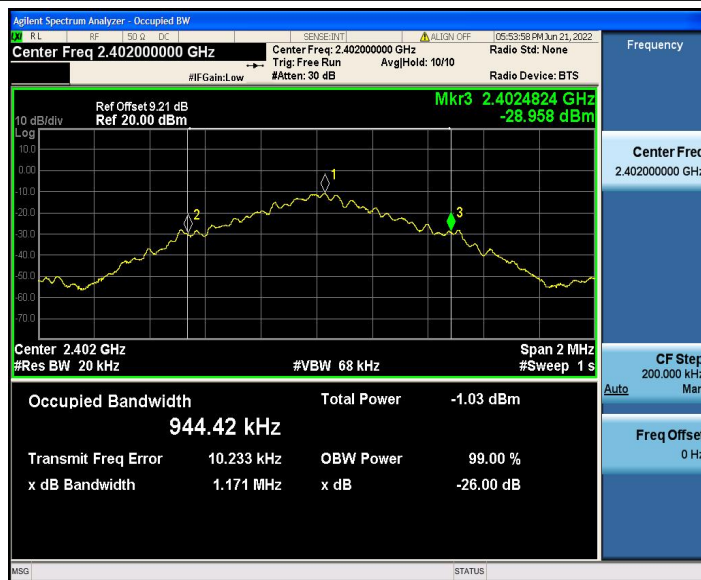 Agilent Spectrum Analyzer - Occupied BW
RL RF 50 Ω DC SENSE:INT ALIGN OFF 05:53:58 PM Jun 21, 2022
Center Freq 2.402000000 GHz
Center Freq: 2.402000000 GHz
Radio Std: None
Trig: Free Run Avg|Hold: 10/10
#IFGain:Low #Atten: 30 dB Radio Device: BTS
Frequency
Mkr3 2.4024824 GHz
-28.958 dBm
Ref Offset 9.21 dB
10 dB/div Ref 20.00 dBm
Log
10.0
0.00
-10.0
-20.0
-30.0
-40.0
-50.0
-60.0
-70.0
1
2
3
Center 2.402 GHz Span 2 MHz
#Res BW 20 kHz #VBW 68 kHz #Sweep 1 s
Occupied Bandwidth Total Power -1.03 dBm
944.42 kHz
Transmit Freq Error 10.233 kHz OBW Power 99.00 %
x dB Bandwidth 1.171 MHz x dB -26.00 dB
Center Freq
2.402000000 GHz
CF Step
200.000 kHz
Auto Man
Freq Offset
0 Hz
MSG STATUS